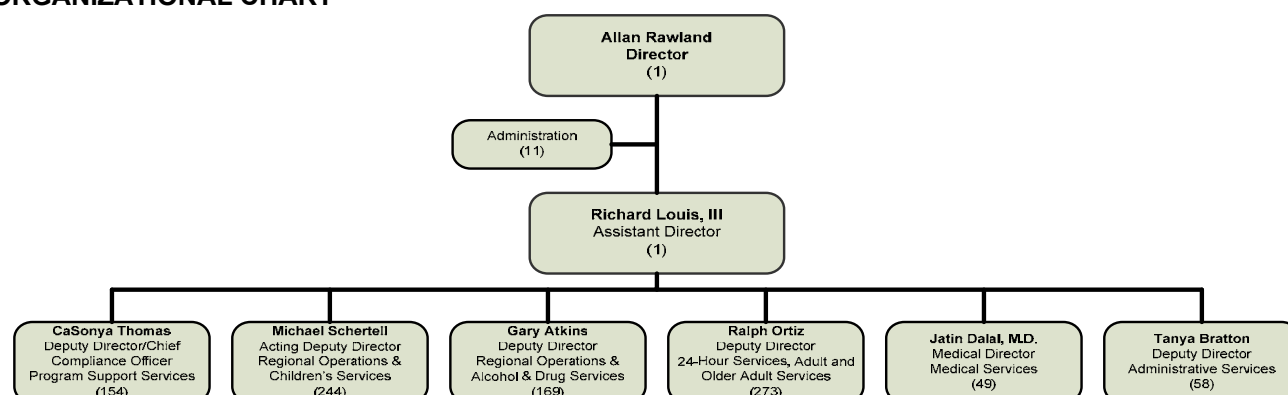 ORGANIZATIONAL CHART
Allan Rawland
Director
(1)
Administration
(11)
Richard Louis, III
Assistant Director
(1)
CaSonya Thomas
Deputy Director/Chief
Compliance Officer
Program Support Services
(154)
Michael Schertell
Acting Deputy Director
Regional Operations &
Children's Services
(244)
Gary Atkins
Deputy Director
Regional Operations &
Alcohol & Drug Services
(169)
Ralph Ortiz
Deputy Director
24-Hour Services, Adult and
Older Adult Services
(273)
Jatin Dalal, M.D.
Medical Director
Medical Services
(49)
Tanya Bratton
Deputy Director
Administrative Services
(58)